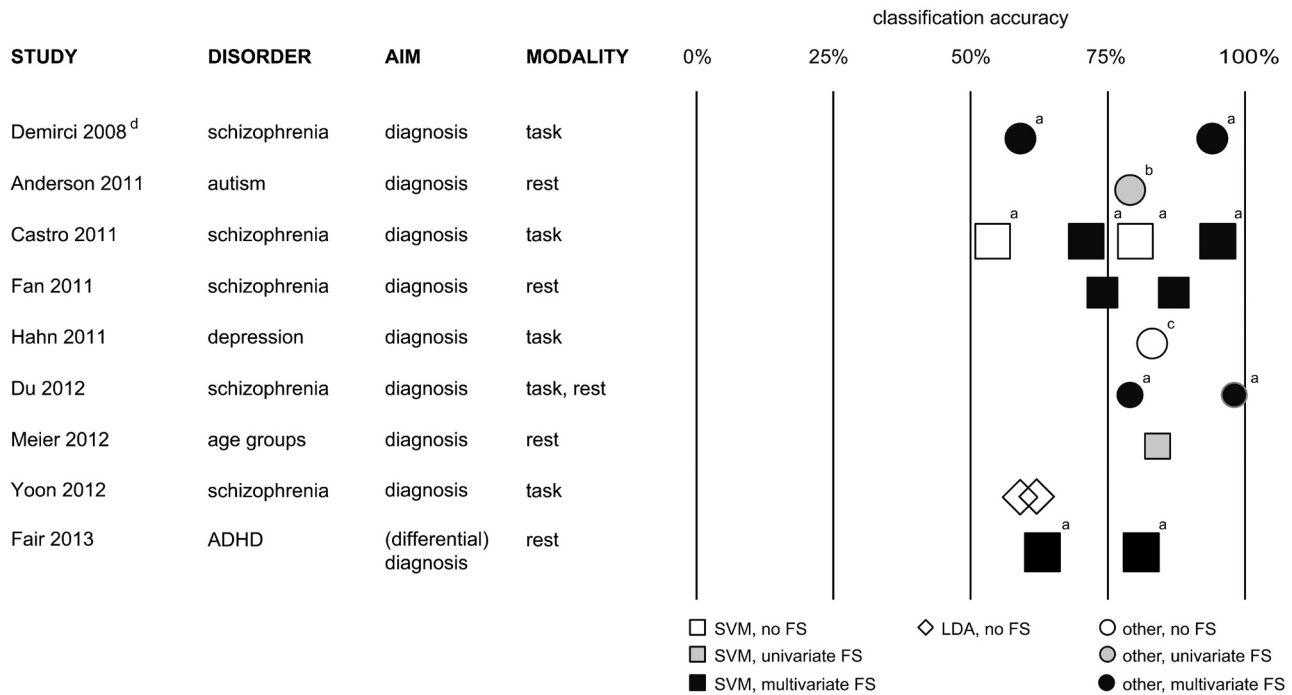 classification accuracy
STUDY DISORDER AIM MODALITY 0% 25% 50% 75% 100%
Demirci 2008 d schizophrenia diagnosis task a a
Anderson 2011 autism diagnosis rest b
Castro 2011 schizophrenia diagnosis task a a a a
Fan 2011 schizophrenia diagnosis rest
Hahn 2011 depression diagnosis task c
Du 2012 schizophrenia diagnosis task, rest a a
Meier 2012 age groups diagnosis rest
Yoon 2012 schizophrenia diagnosis task
Fair 2013 ADHD (differential) rest a a
diagnosis
SVM, no FS LDA, no FS other, no FS
SVM, univariate FS other, univariate FS
SVM, multivariate FS other, multivariate FS